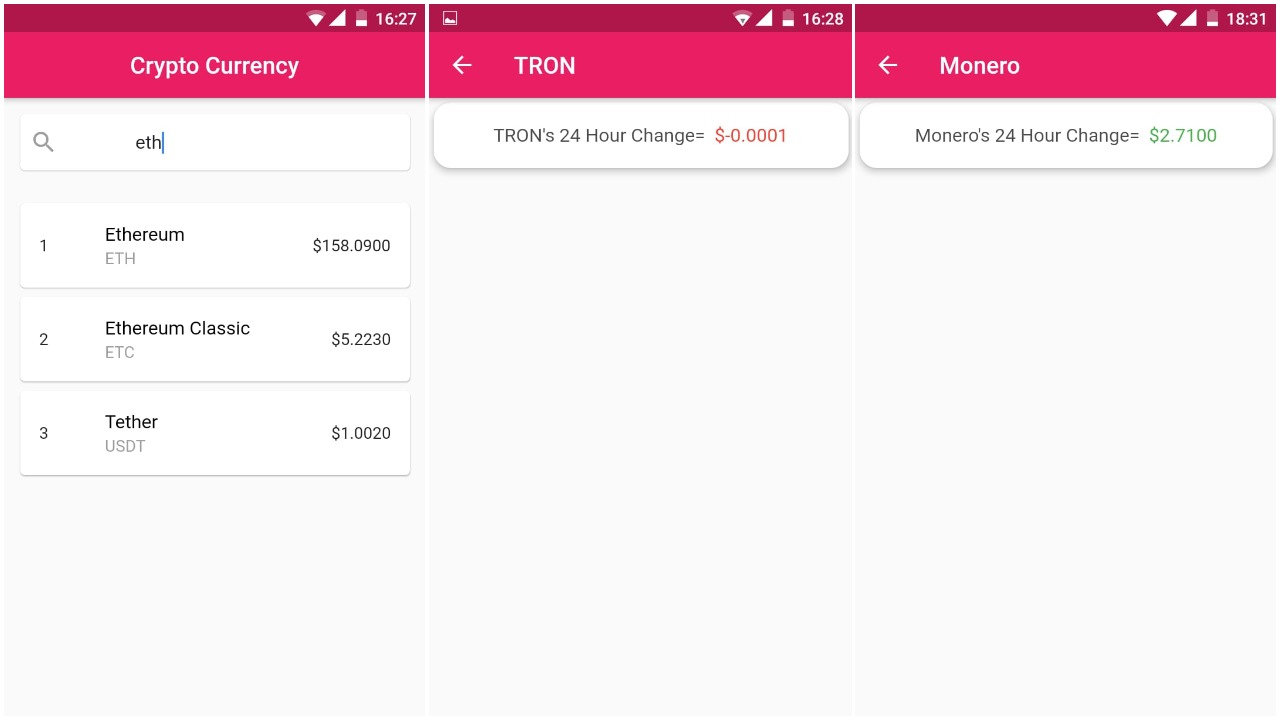 16:27
Crypto Currency
eth
1
Ethereum
ETH
$158.0900
2
Ethereum Classic
ETC
$5.2230
3
Tether
USDT
$1.0020
16:28
TRON
TRON's 24 Hour Change= $-0.0001
18:31
Monero
Monero's 24 Hour Change= $2.7100